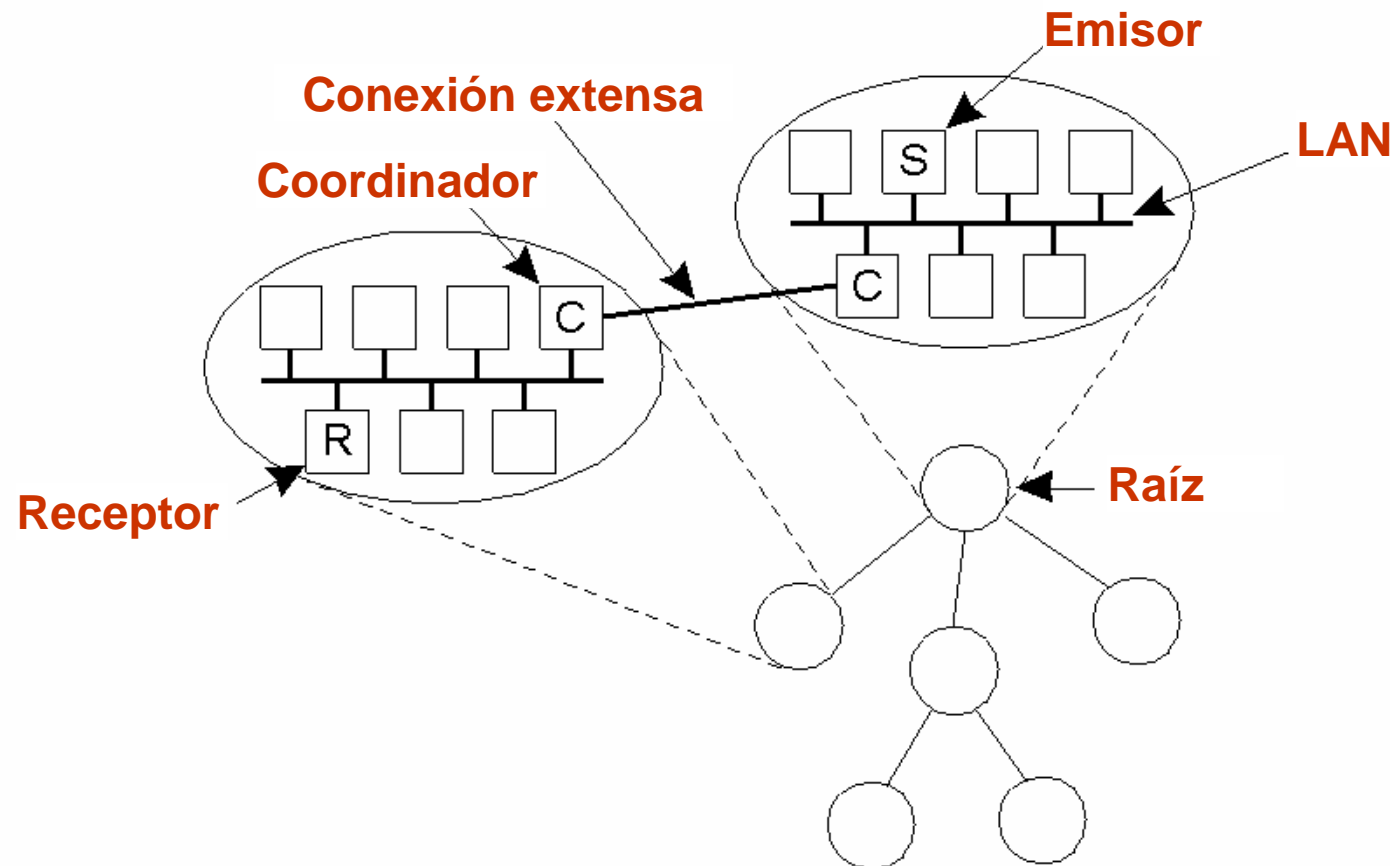 Emisor
Conexión extensa
LAN
Coordinador
S
C
C
R
Receptor
Raíz